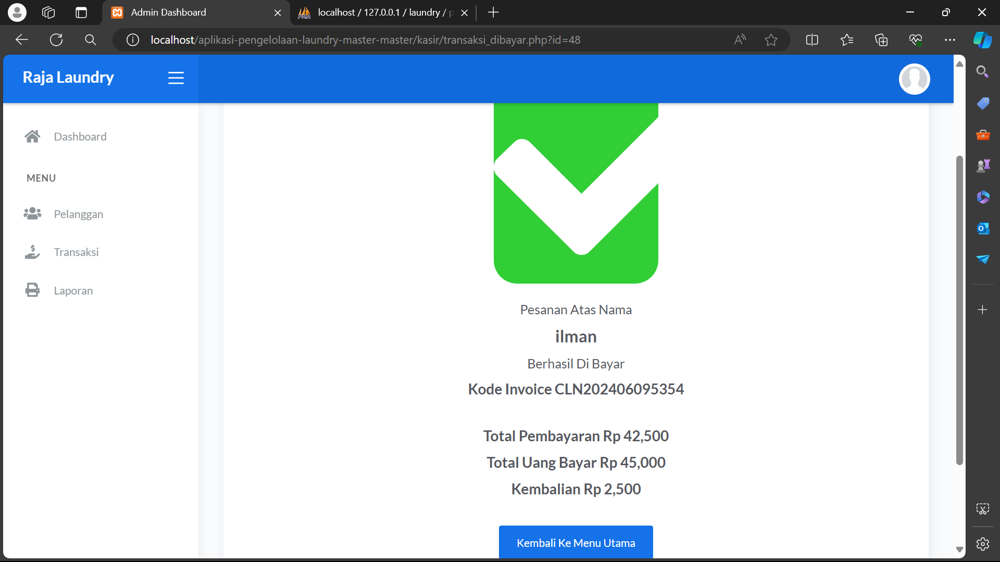 Admin Dashboard
localhost / 127.0.0.1 / laundry / p
localhost/aplikasi-pengelolaan-laundry-master-master/kasir/transaksi_dibayar.php?id=48
Raja Laundry
Dashboard
MENU
Pelanggan
Transaksi
Laporan
Pesanan Atas Nama
ilman
Berhasil Di Bayar
Kode Invoice CLN202406095354
Total Pembayaran Rp 42,500
Total Uang Bayar Rp 45,000
Kembalian Rp 2,500
Kembali Ke Menu Utama